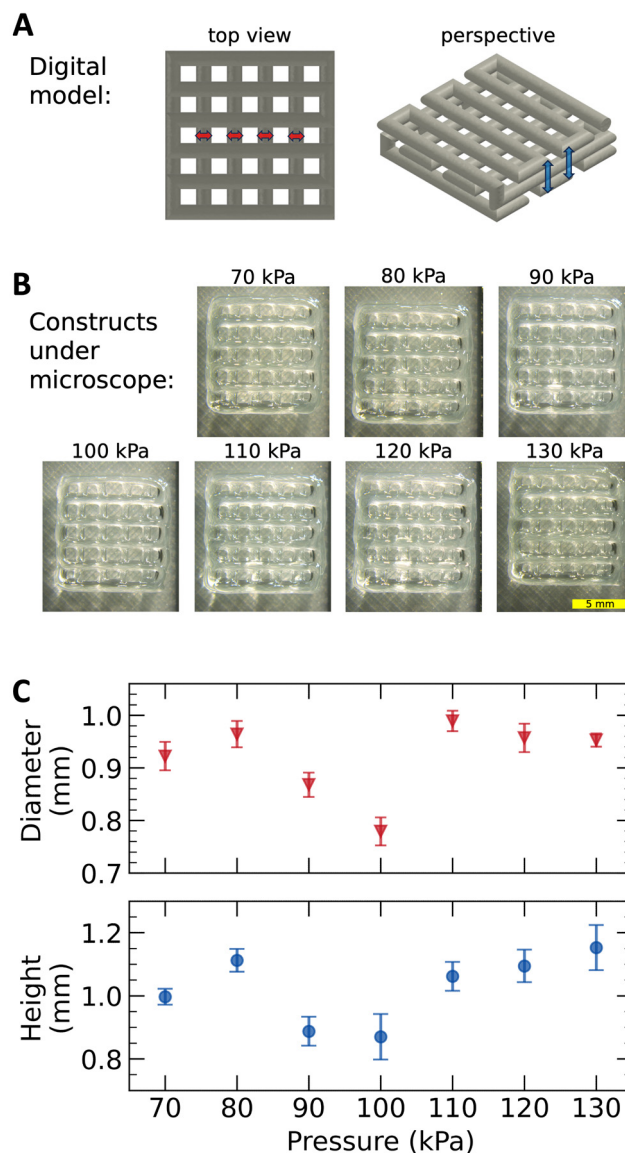 A
top view
perspective
Digital
model:
B
70 kPa
80 kPa
90 kPa
Constructs
under
microscope:
100 kPa
110 kPa
120 kPa
130 kPa
5 mm
C
Diameter
(mm)
1.0
0.9
0.8
0.7
Height
(mm)
1.2
1.0
0.8
70 80 90 100 110 120 130
Pressure (kPa)